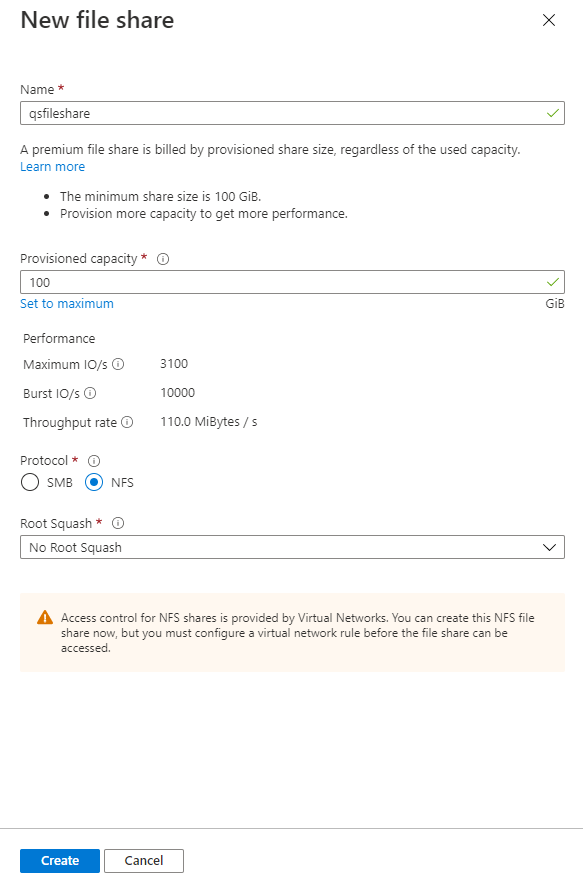 New file share
Name *
qsfileshare
A premium file share is billed by provisioned share size, regardless of the used capacity.
Learn more
• The minimum share size is 100 GiB.
• Provision more capacity to get more performance.
Provisioned capacity *
100
Set to maximum GiB
Performance
Maximum IO/s 3100
Burst IO/s 10000
Throughput rate 110.0 MiBytes / s
Protocol *
SMB NFS
Root Squash *
No Root Squash
Access control for NFS shares is provided by Virtual Networks. You can create this NFS file
share now, but you must configure a virtual network rule before the file share can be
accessed.
Create Cancel